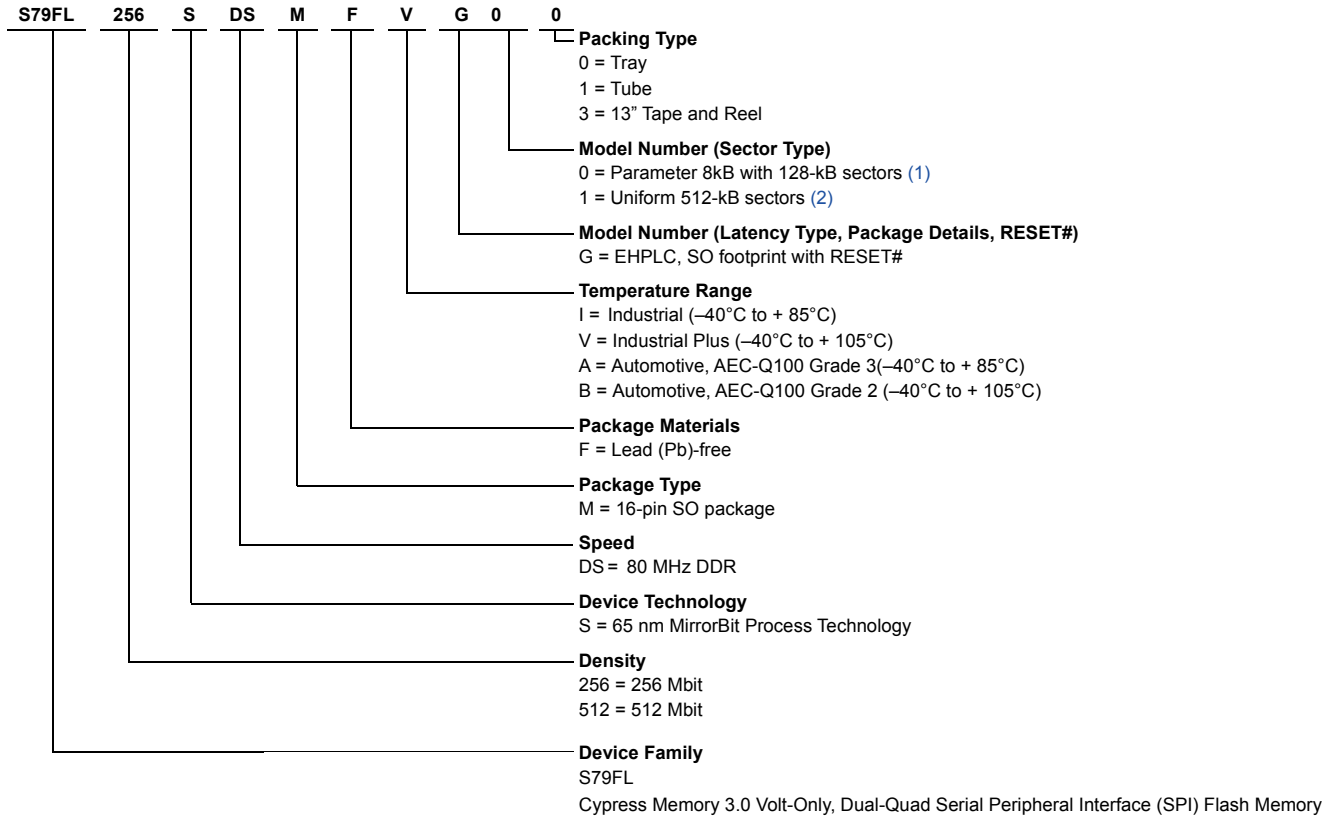 S79FL 256 S DS M F V G 0 0
Packing Type
0 = Tray
1 = Tube
3 = 13” Tape and Reel
Model Number (Sector Type)
0 = Parameter 8kB with 128-kB sectors (1)
1 = Uniform 512-kB sectors (2)
Model Number (Latency Type, Package Details, RESET#)
G = EHPLC, SO footprint with RESET#
Temperature Range
I = Industrial (–40°C to + 85°C)
V = Industrial Plus (–40°C to + 105°C)
A = Automotive, AEC-Q100 Grade 3(–40°C to + 85°C)
B = Automotive, AEC-Q100 Grade 2 (–40°C to + 105°C)
Package Materials
F = Lead (Pb)-free
Package Type
M = 16-pin SO package
Speed
DS = 80 MHz DDR
Device Technology
S = 65 nm MirrorBit Process Technology
Density
256 = 256 Mbit
512 = 512 Mbit
Device Family
S79FL
Cypress Memory 3.0 Volt-Only, Dual-Quad Serial Peripheral Interface (SPI) Flash Memory